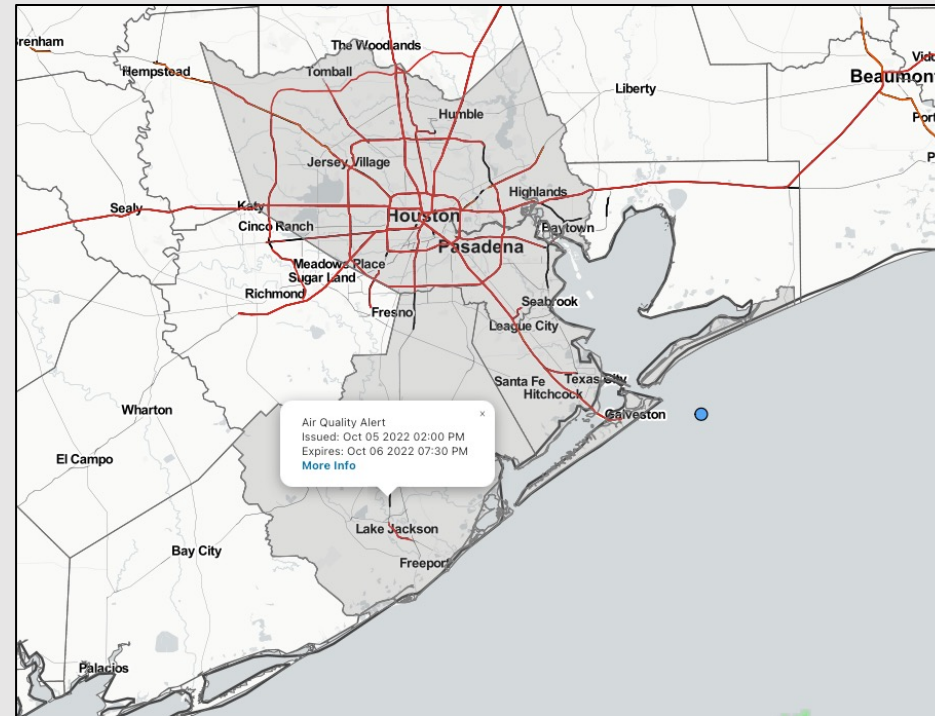 Brenham
The Woodlands
Hempstead
Tomball
Liberty
Beaumont
Humble
Jersey Village
Highlands
Sealy
Katy
Houston
Cinco Ranch
Baytown
Pasadena
Meadows Place
Sugar Land
Richmond
Seabrook
Fresno
League City
Santa Fe
Texas City
Hitchcock
Galveston
Wharton
×
Air Quality Alert
Issued: Oct 05 2022 02:00 PM
Expires: Oct 06 2022 07:30 PM
More Info
El Campo
Lake Jackson
Bay City
Freeport
Palacios